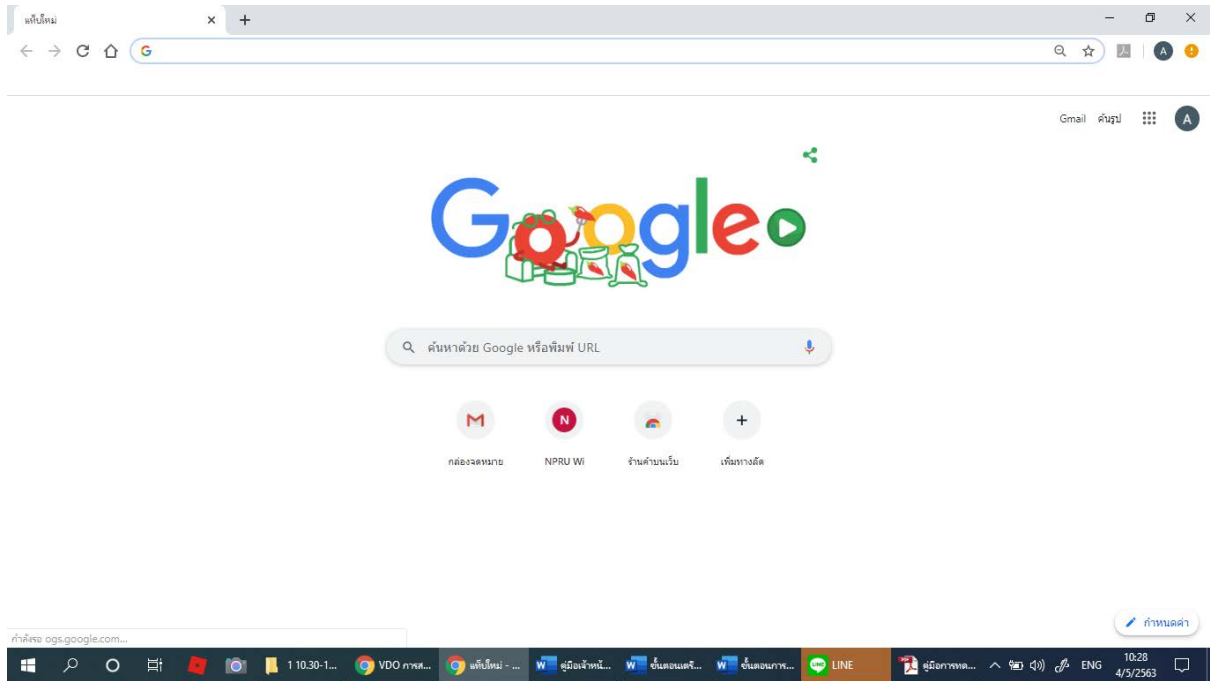 แท็บใหม่
G
A
Gmail ค้นรูป
A
Google
ค้นหาด้วย Google หรือพิมพ์ URL
M N
กล่องจดหมาย NPRU Wi ร้านค้าบนเว็บ เพิ่มทางลัด
กำหนดค่า
กำลังรอ ogs.google.com...
1 10.30-1... VDO การส... แท็บใหม่ - ... คู่มือเจ้าหน้... ขั้นตอนเตรี... ขั้นตอนการ... LINE คู่มือการทด... ENG 10:28
4/5/2563